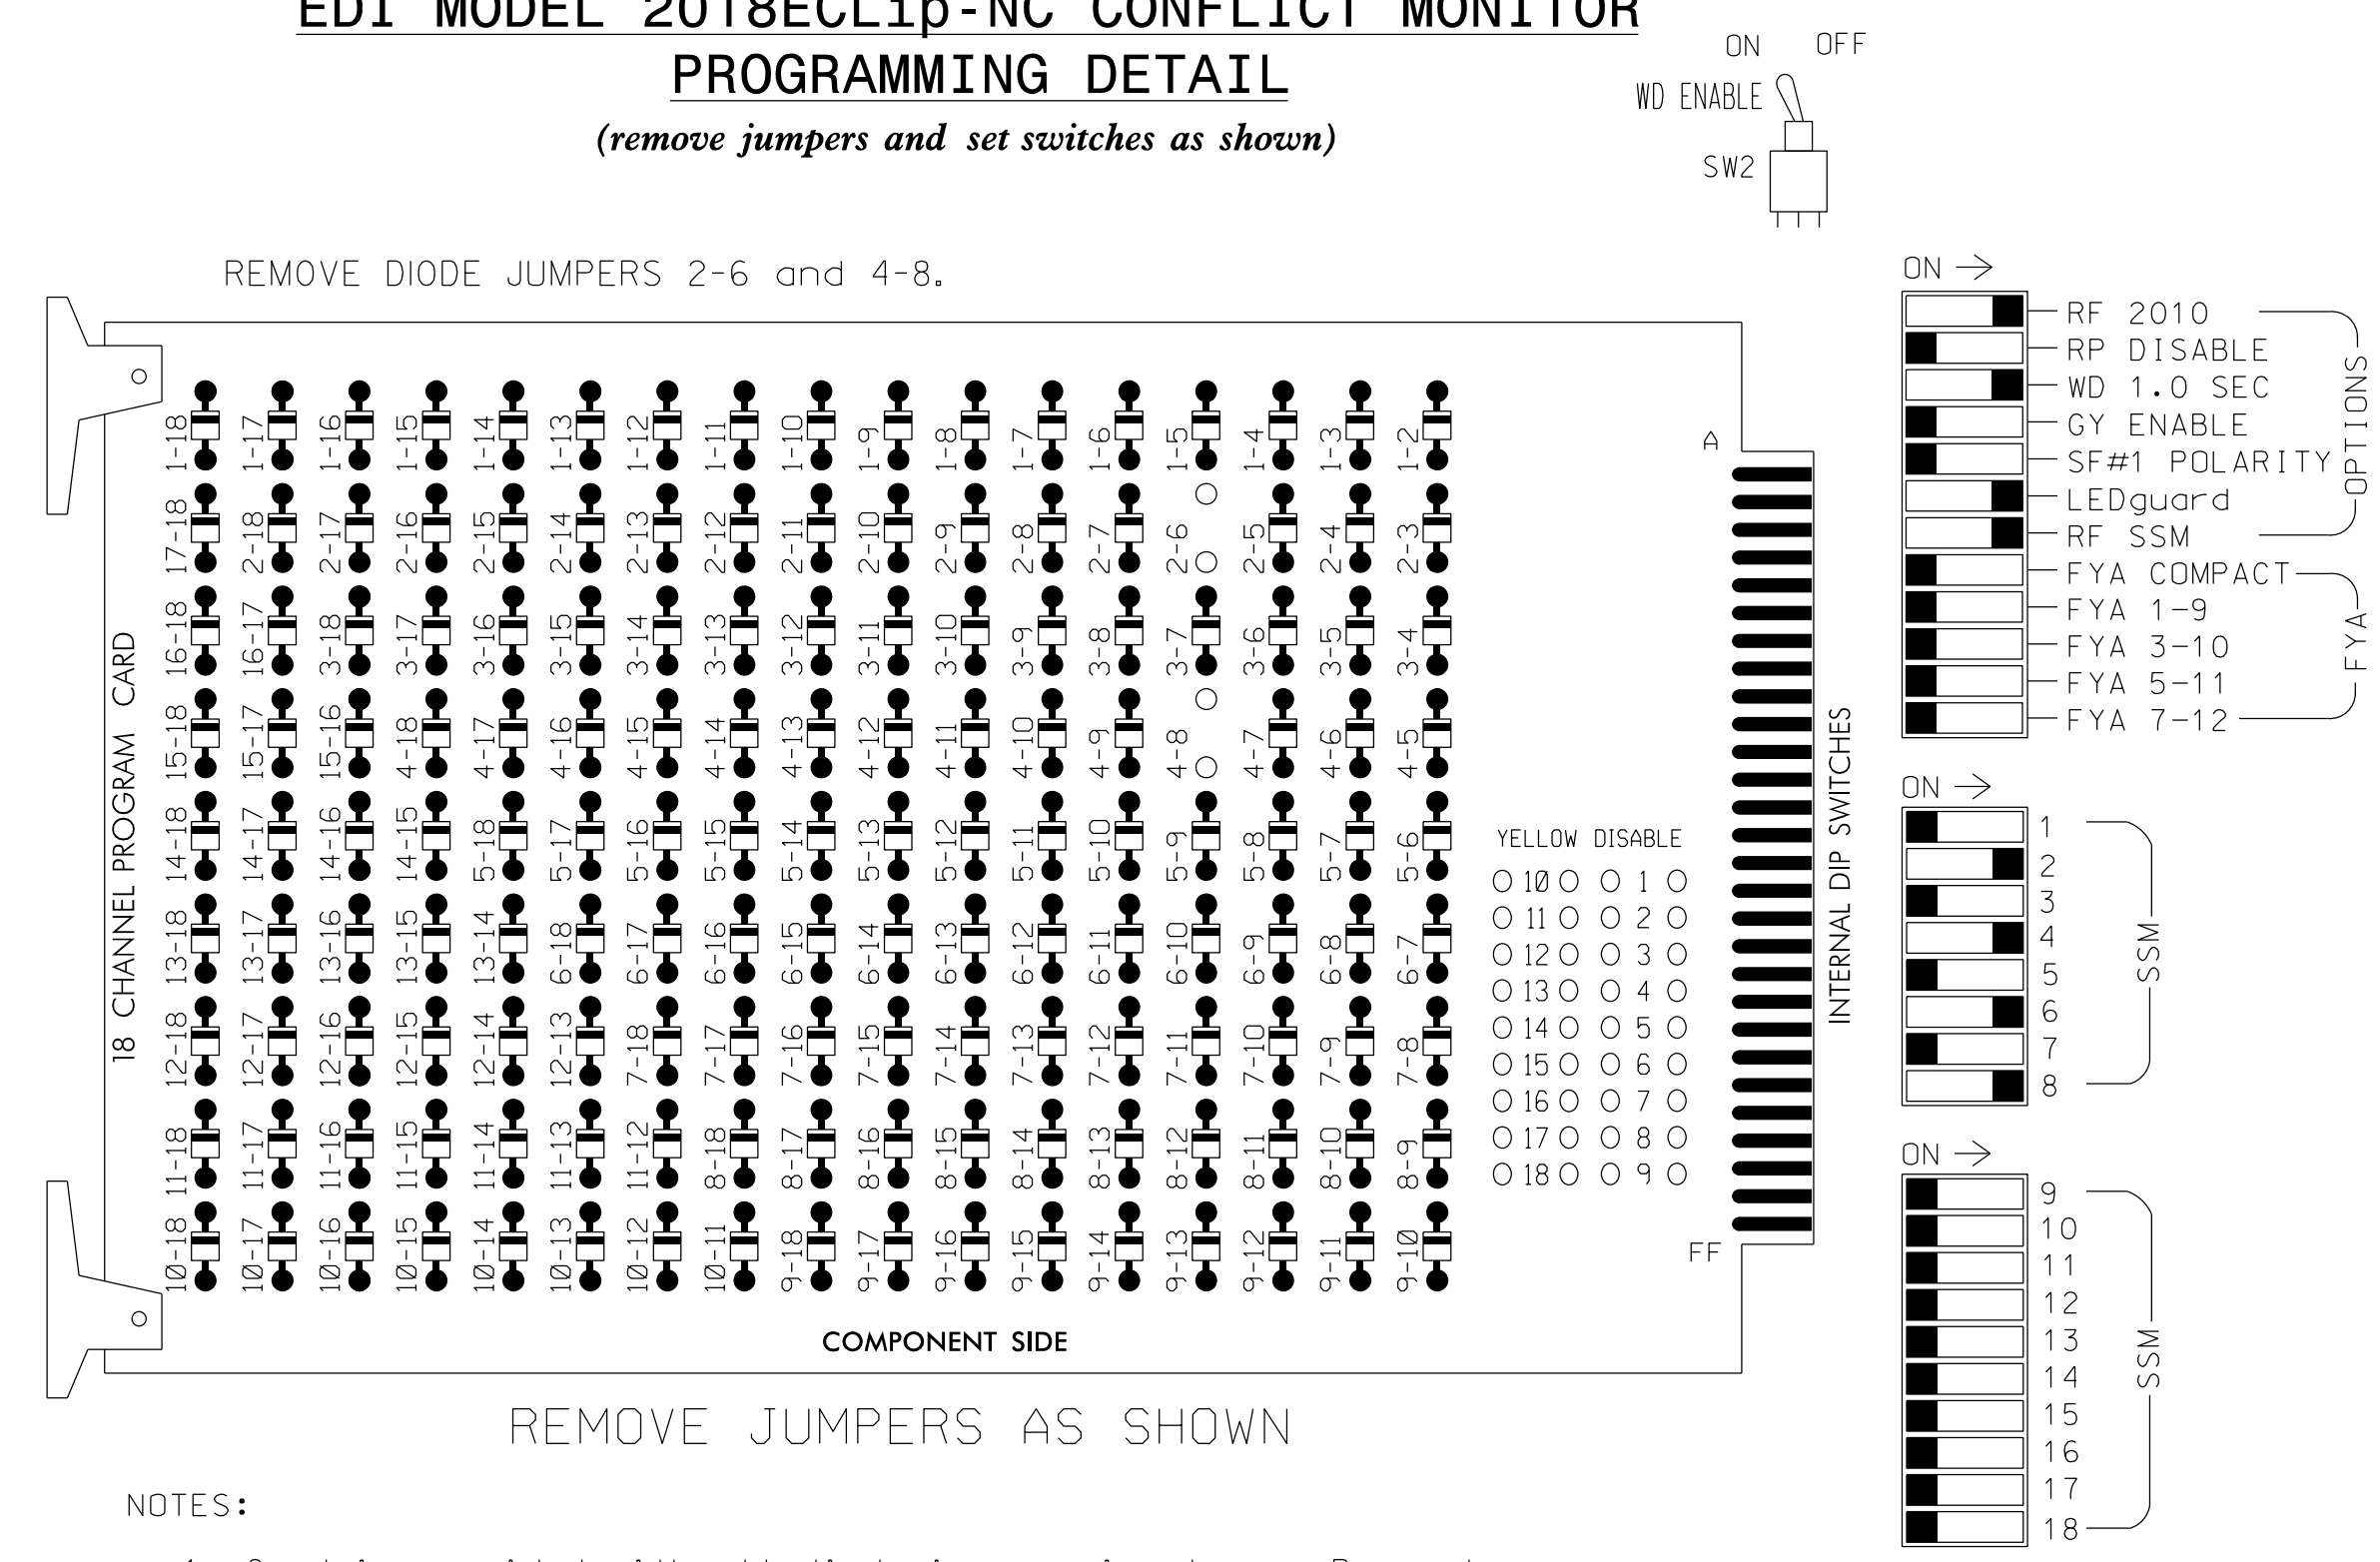 EDI MODEL 2018ECLip-NC CONFLICT MONITOR
PROGRAMMING DETAIL
(remove jumpers and set switches as shown)
ON OFF
WD ENABLE
SW2
REMOVE DIODE JUMPERS 2-6 and 4-8.
18 CHANNEL PROGRAM CARD
1-18 1-17 1-16 1-15 1-14 1-13 1-12 1-11 1-10 1-9 1-8 1-7 1-6 1-5 1-4 1-3 1-2
17-18 2-18 2-17 2-16 2-15 2-14 2-13 2-12 2-11 2-10 2-9 2-8 2-7 2-6 2-5 2-4 2-3
16-18 16-17 3-18 3-17 3-16 3-15 3-14 3-13 3-12 3-11 3-10 3-9 3-8 3-7 3-6 3-5 3-4
15-18 15-17 15-16 4-18 4-17 4-16 4-15 4-14 4-13 4-12 4-11 4-10 4-9 4-8 4-7 4-6 4-5
14-18 14-17 14-16 14-15 5-18 5-17 5-16 5-15 5-14 5-13 5-12 5-11 5-10 5-9 5-8 5-7 5-6
13-18 13-17 13-16 13-15 13-14 6-18 6-17 6-16 6-15 6-14 6-13 6-12 6-11 6-10 6-9 6-8 6-7
12-18 12-17 12-16 12-15 12-14 12-13 7-18 7-17 7-16 7-15 7-14 7-13 7-12 7-11 7-10 7-9 7-8
11-18 11-17 11-16 11-15 11-14 11-13 11-12 8-18 8-17 8-16 8-15 8-14 8-13 8-12 8-11 8-10 8-9
10-18 10-17 10-16 10-15 10-14 10-13 10-12 10-11 9-18 9-17 9-16 9-15 9-14 9-13 9-12 9-11 9-10
A
YELLOW DISABLE
10 1
11 2
12 3
13 4
14 5
15 6
16 7
17 8
18 9
FF
COMPONENT SIDE
REMOVE JUMPERS AS SHOWN
INTERNAL DIP SWITCHES
ON
RF 2010
RP DISABLE
WD 1.0 SEC
GY ENABLE
SF#1 POLARITY
LEDguard
RF SSM
OPTIONS
FYA COMPACT
FYA 1-9
FYA 3-10
FYA 5-11
FYA 7-12
FYA
ON
1
2
3
4
5
6
7
8
SSM
ON
9
10
11
12
13
14
15
16
17
18
SSM
NOTES: